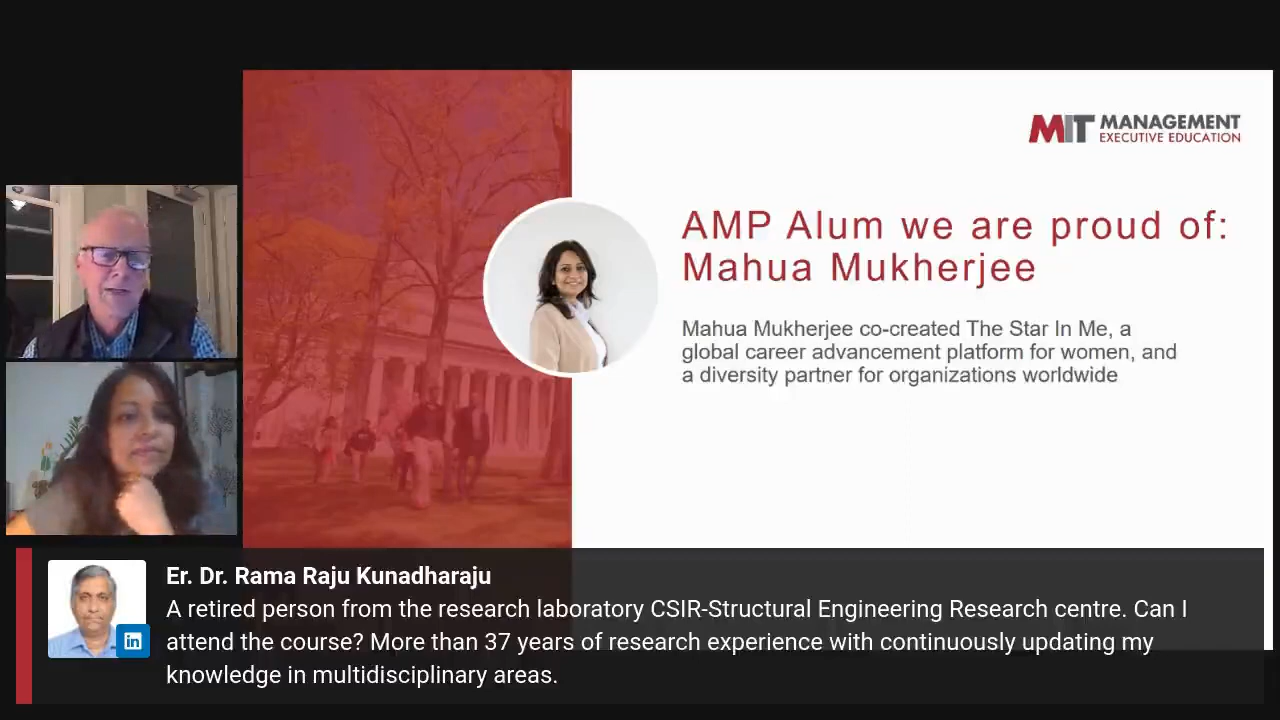 MIT MANAGEMENT
EXECUTIVE EDUCATION
AMP Alum we are proud of:
Mahua Mukherjee
Mahua Mukherjee co-created The Star In Me, a
global career advancement platform for women, and
a diversity partner for organizations worldwide
Er. Dr. Rama Raju Kunadharaju
A retired person from the research laboratory CSIR-Structural Engineering Research centre. Can I
attend the course? More than 37 years of research experience with continuously updating my
knowledge in multidisciplinary areas.
in